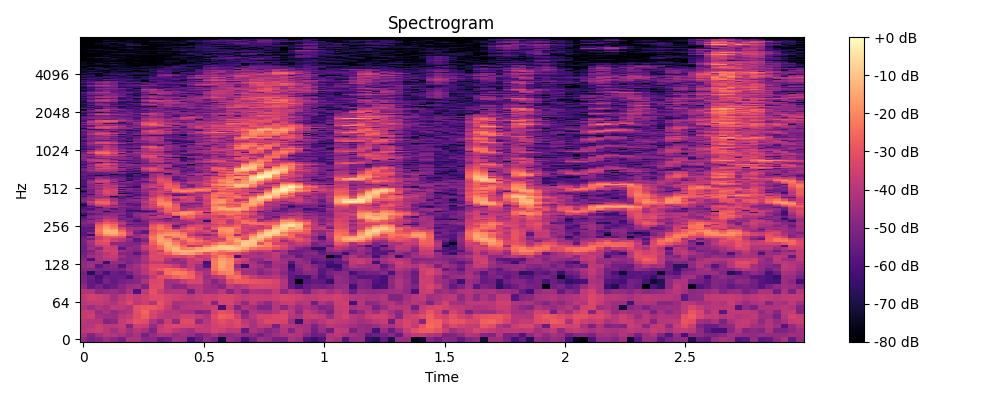 Spectrogram
+0 dB
4096
-10 dB
2048
-20 dB
1024
-30 dB
512
-40 dB
Hz
256
-50 dB
128
-60 dB
64
-70 dB
0
-80 dB
0 0.5 1 1.5 2 2.5
Time